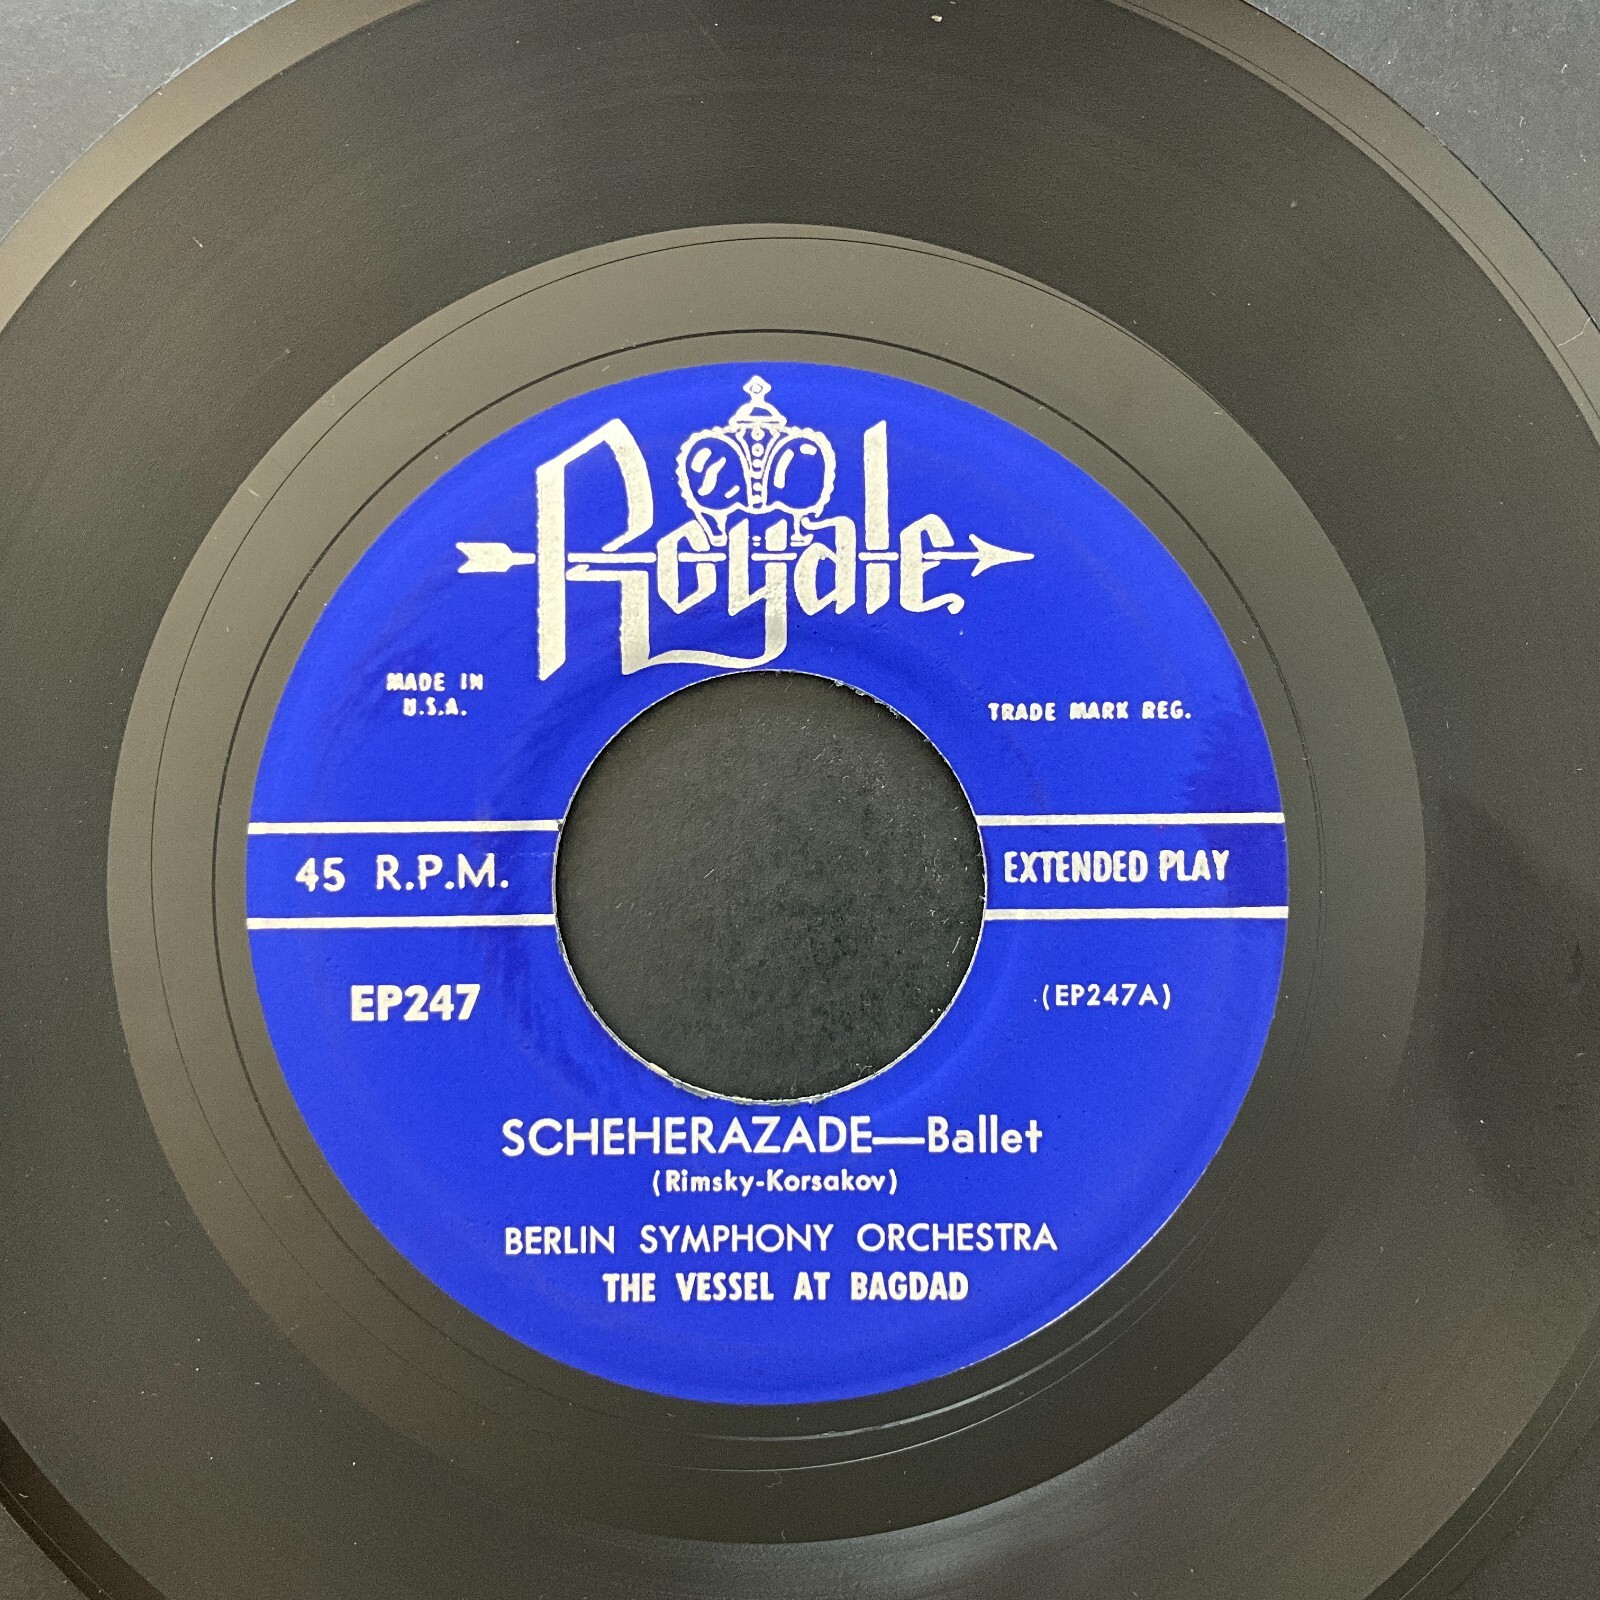 Royale
MADE IN
U.S.A.
TRADE MARK REG.
45 R.P.M.
EXTENDED PLAY
EP247
(EP247A)
SCHEHERAZADE—Ballet
(Rimsky-Korsakov)
BERLIN SYMPHONY ORCHESTRA
THE VESSEL AT BAGDAD